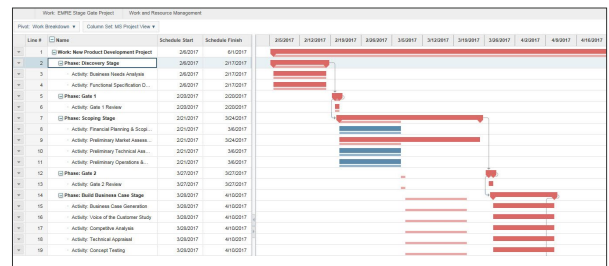 Work: EMRE Stage Gate Project Work and Resource Management
Pivot: Work Breakdown Column Set: MS Project View
Line # Name Schedule Start Schedule Finish 2/5/2017 2/12/2017 2/19/2017 2/26/2017 3/5/2017 3/12/2017 3/19/2017 3/26/2017 4/2/2017 4/9/2017 4/16/2017
1 Work: New Product Development Project 2/6/2017 6/1/2017
2 Phase: Discovery Stage 2/6/2017 2/17/2017
3 Activity: Business Needs Analysis 2/6/2017 2/17/2017
4 Activity: Functional Specification D... 2/6/2017 2/17/2017
5 Phase: Gate 1 2/20/2017 2/20/2017
6 Activity: Gate 1 Review 2/20/2017 2/20/2017
7 Phase: Scoping Stage 2/21/2017 3/24/2017
8 Activity: Financial Planning & Scopi... 2/21/2017 3/6/2017
9 Activity: Preliminary Market Assess... 2/21/2017 3/24/2017
10 Activity: Preliminary Technical Ass... 2/21/2017 3/6/2017
11 Activity: Preliminary Operations &... 2/21/2017 3/6/2017
12 Phase: Gate 2 3/27/2017 3/27/2017
13 Activity: Gate 2 Review 3/27/2017 3/27/2017
14 Phase: Build Business Case Stage 3/28/2017 4/10/2017
15 Activity: Business Case Generation 3/28/2017 4/10/2017
16 Activity: Voice of the Customer Study 3/28/2017 4/10/2017
17 Activity: Competitive Analysis 3/28/2017 4/10/2017
18 Activity: Technical Appraisal 3/28/2017 4/10/2017
19 Activity: Concept Testing 3/28/2017 4/10/2017